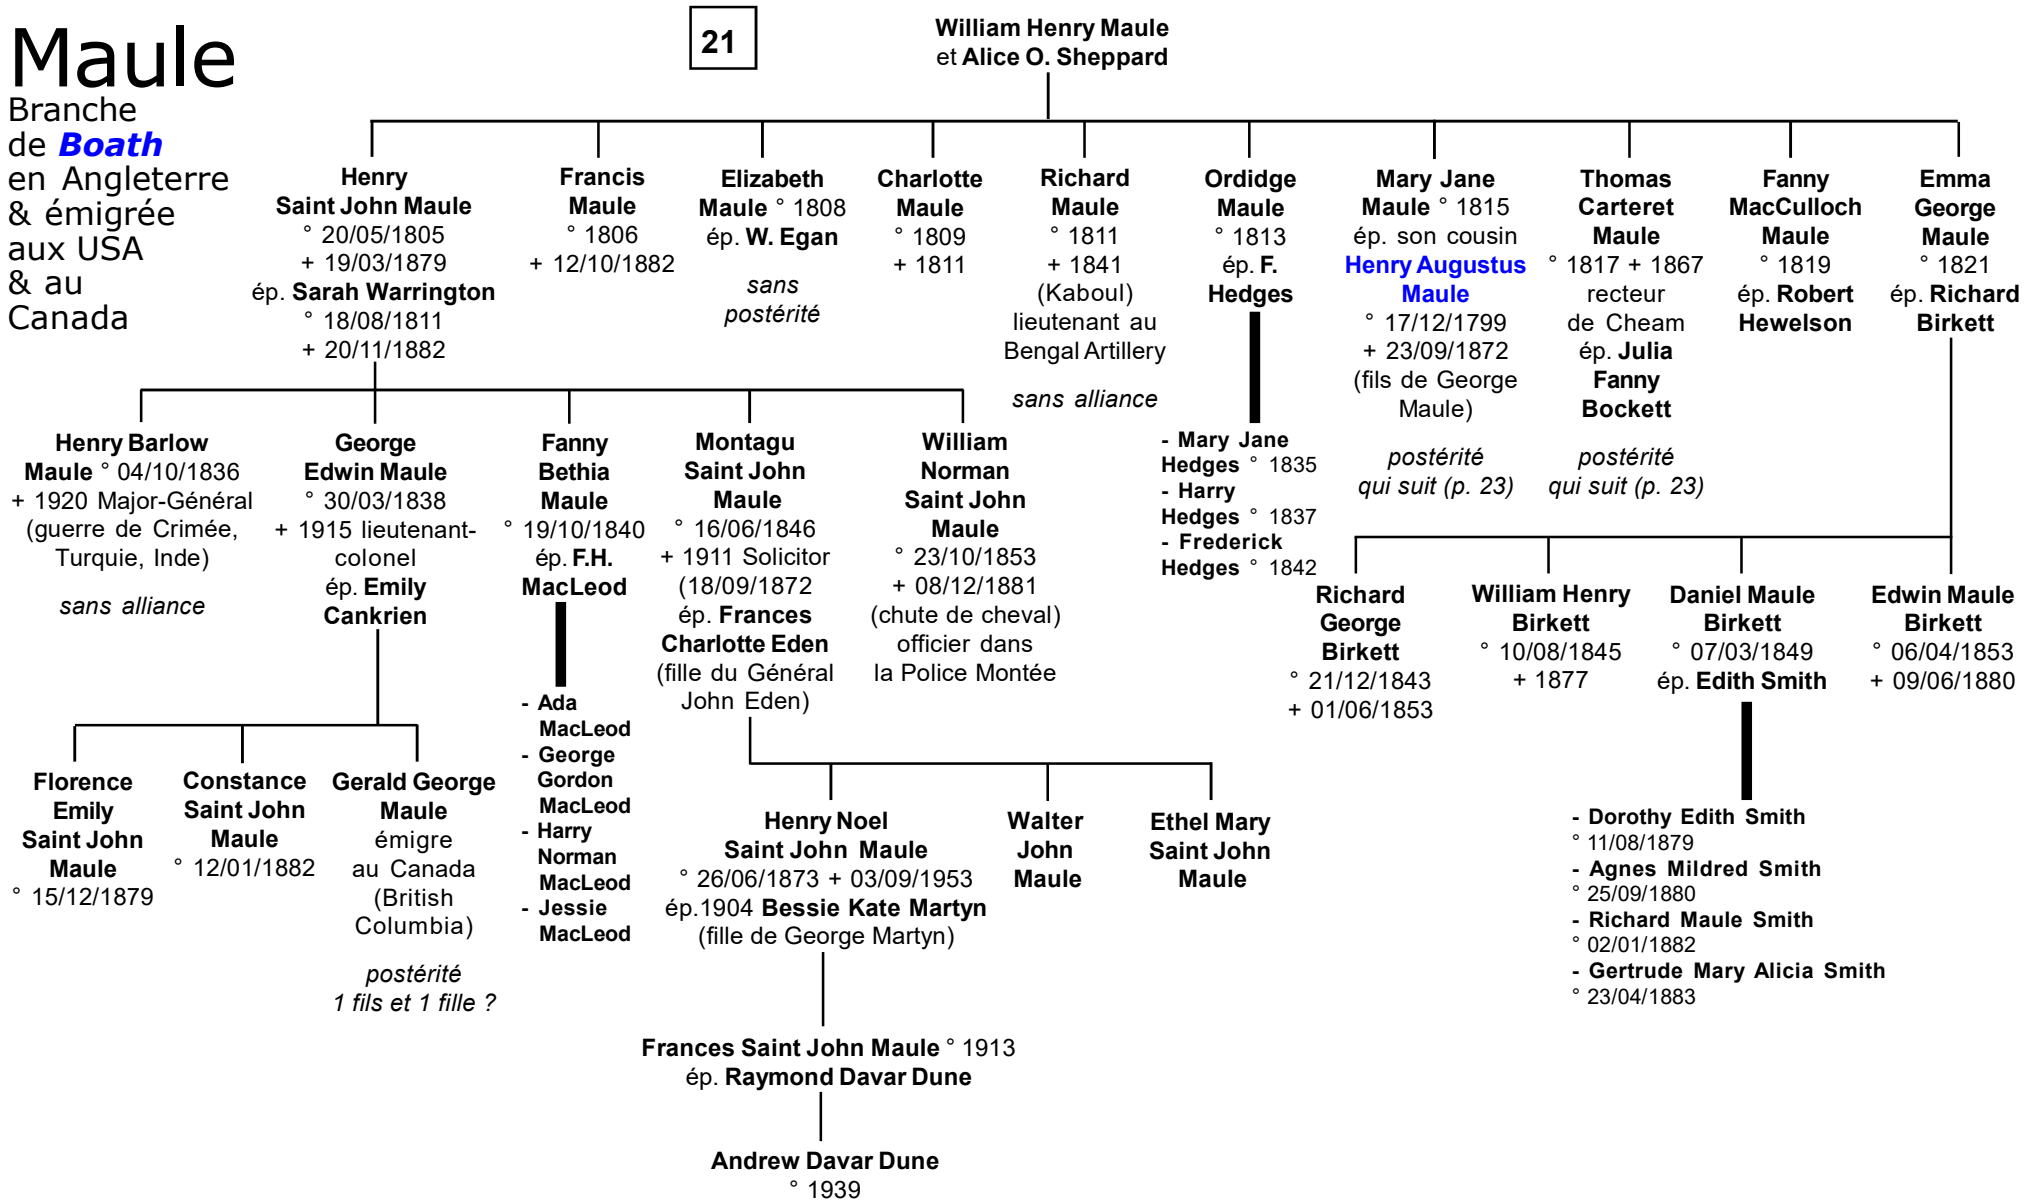 Maule
Branche
de Boath
en Angleterre
& émigrée
aux USA
& au
Canada
21
William Henry Maule
et Alice O. Sheppard
Henry
Saint John Maule
° 20/05/1805
+ 19/03/1879
ép. Sarah Warrington
° 18/08/1811
+ 20/11/1882
Francis
Maule
° 1806
+ 12/10/1882
Elizabeth
Maule ° 1808
ép. W. Egan
sans
postérité
Charlotte
Maule
° 1809
+ 1811
Richard
Maule
° 1811
+ 1841
(Kaboul)
lieutenant au
Bengal Artillery
sans alliance
Ordidge
Maule
° 1813
ép. F.
Hedges
Mary Jane
Maule ° 1815
ép. son cousin
Henry Augustus
Maule
° 17/12/1799
+ 23/09/1872
(fils de George
Maule)
postérité
qui suit (p. 23)
Thomas
Carteret
Maule
° 1817 + 1867
recteur
de Cheam
ép. Julia
Fanny
Bockett
postérité
qui suit (p. 23)
Fanny
MacCulloch
Maule
° 1819
ép. Robert
Hewelson
Emma
George
Maule
° 1821
ép. Richard
Birkett
Henry Barlow
Maule ° 04/10/1836
+ 1920 Major-Général
(guerre de Crimée,
Turquie, Inde)
sans alliance
George
Edwin Maule
° 30/03/1838
+ 1915 lieutenant-
colonel
ép. Emily
Cankrien
Fanny
Bethia
Maule
° 19/10/1840
ép. F.H.
MacLeod
Montagu
Saint John
Maule
° 16/06/1846
+ 1911 Solicitor
(18/09/1872
ép. Frances
Charlotte Eden
(fille du Général
John Eden)
William
Norman
Saint John
Maule
° 23/10/1853
+ 08/12/1881
(chute de cheval)
officier dans
la Police Montée
- Mary Jane
Hedges ° 1835
- Harry
Hedges ° 1837
- Frederick
Hedges ° 1842
Richard
George
Birkett
° 21/12/1843
+ 01/06/1853
William Henry
Birkett
° 10/08/1845
+ 1877
Daniel Maule
Birkett
° 07/03/1849
ép. Edith Smith
Edwin Maule
Birkett
° 06/04/1853
+ 09/06/1880
Florence
Emily
Saint John
Maule
° 15/12/1879
Constance
Saint John
Maule
° 12/01/1882
Gerald George
Maule
émigre
au Canada
(British
Columbia)
postérité
1 fils et 1 fille ?
- Ada
MacLeod
- George
Gordon
MacLeod
- Harry
Norman
MacLeod
- Jessie
MacLeod
Henry Noel
Saint John Maule
° 26/06/1873 + 03/09/1953
ép.1904 Bessie Kate Martyn
(fille de George Martyn)
Walter
John
Maule
Ethel Mary
Saint John
Maule
- Dorothy Edith Smith
° 11/08/1879
- Agnes Mildred Smith
° 25/09/1880
- Richard Maule Smith
° 02/01/1882
- Gertrude Mary Alicia Smith
° 23/04/1883
Frances Saint John Maule ° 1913
ép. Raymond Davar Dune
Andrew Davar Dune
° 1939